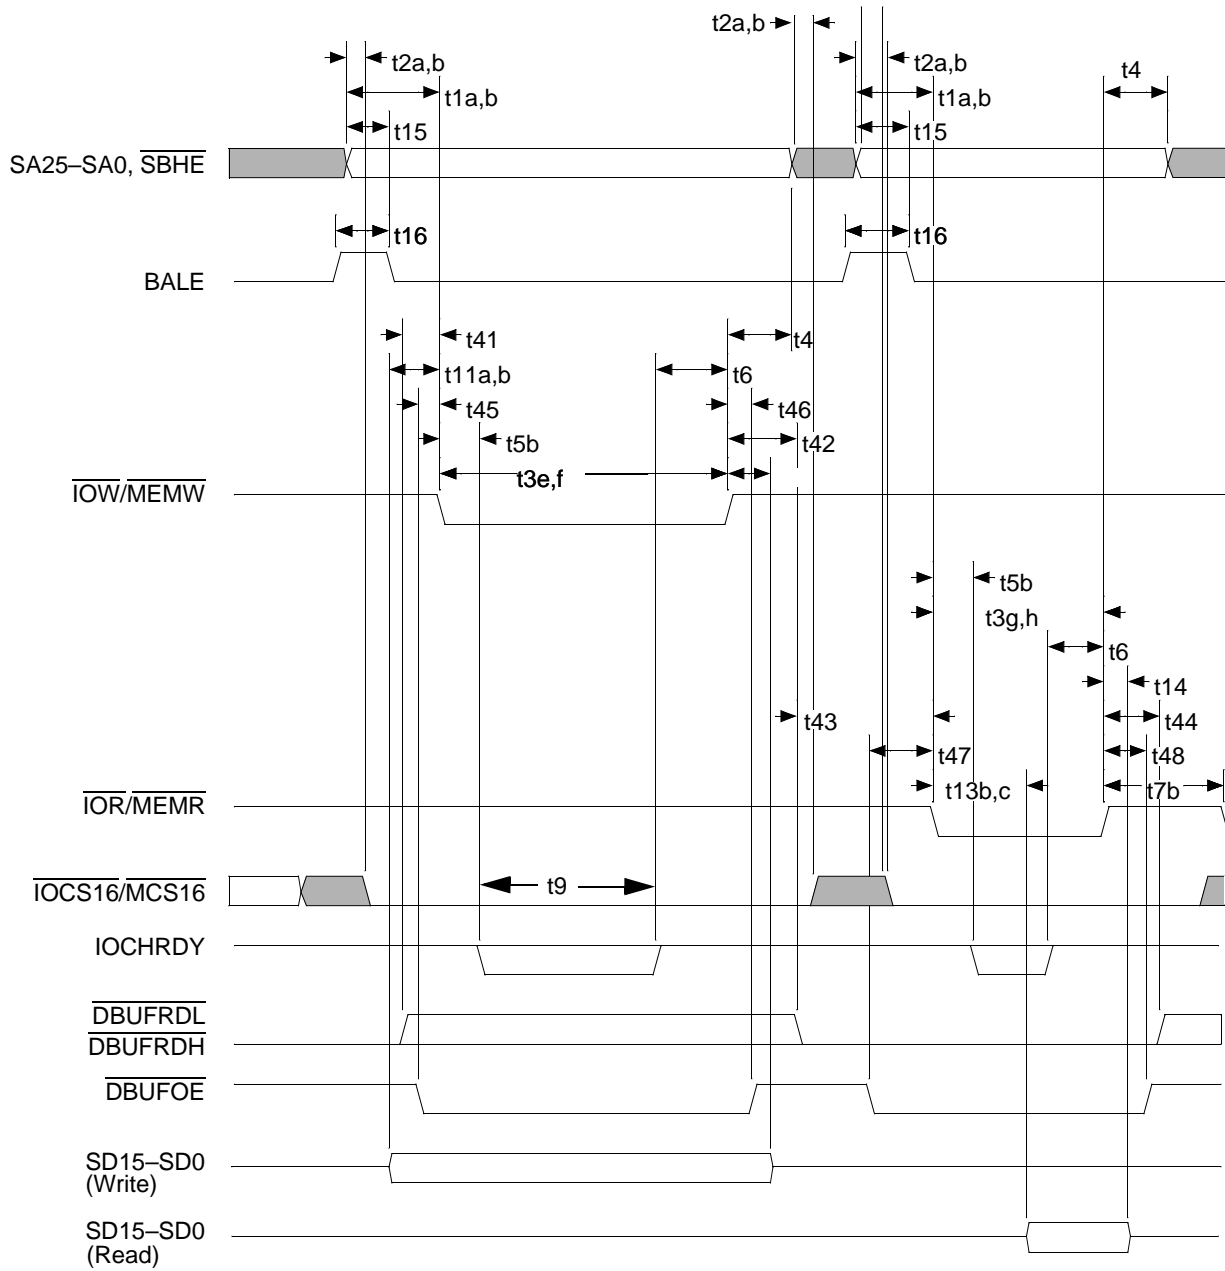 t2a,b
t2a,b
t2a,b
t4
t1a,b
t1a,b
t15
t15
SA25–SA0, SBHE
t16
t16
BALE
t41
t4
t11a,b
t6
t45
t46
t5b
t42
t3e,f
IOW/MEMW
t5b
t3g,h
t6
t14
t43
t44
t47
t48
t13b,c
t7b
IOR/MEMR
t9
IOCS16/MCS16
IOCHRDY
DBUFRDL
DBUFRDH
DBUFOE
SD15–SD0
(Write)
SD15–SD0
(Read)